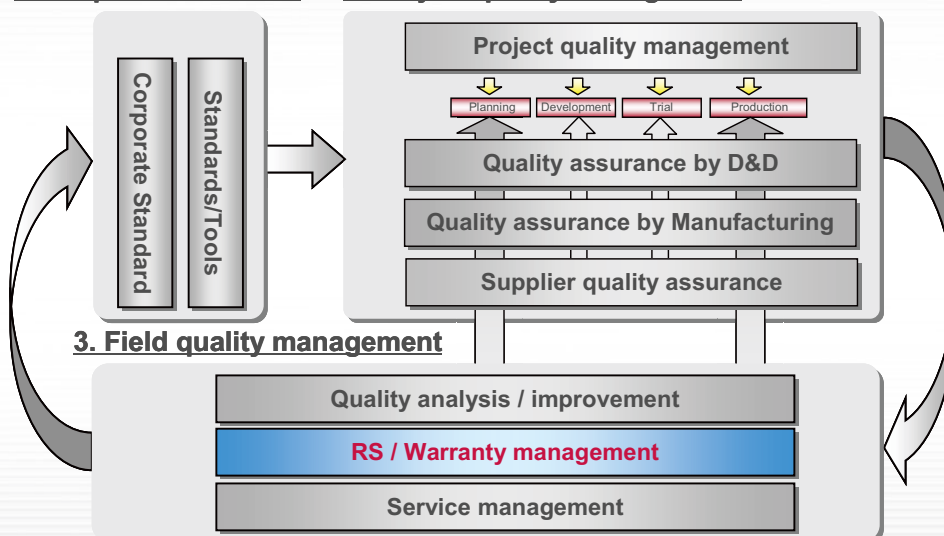 Project quality management
Planning
Development
Trial
Production
Corporate Standard
Standards/Tools
Quality assurance by D&D
Quality assurance by Manufacturing
Supplier quality assurance
3. Field quality management
Quality analysis / improvement
RS / Warranty management
Service management